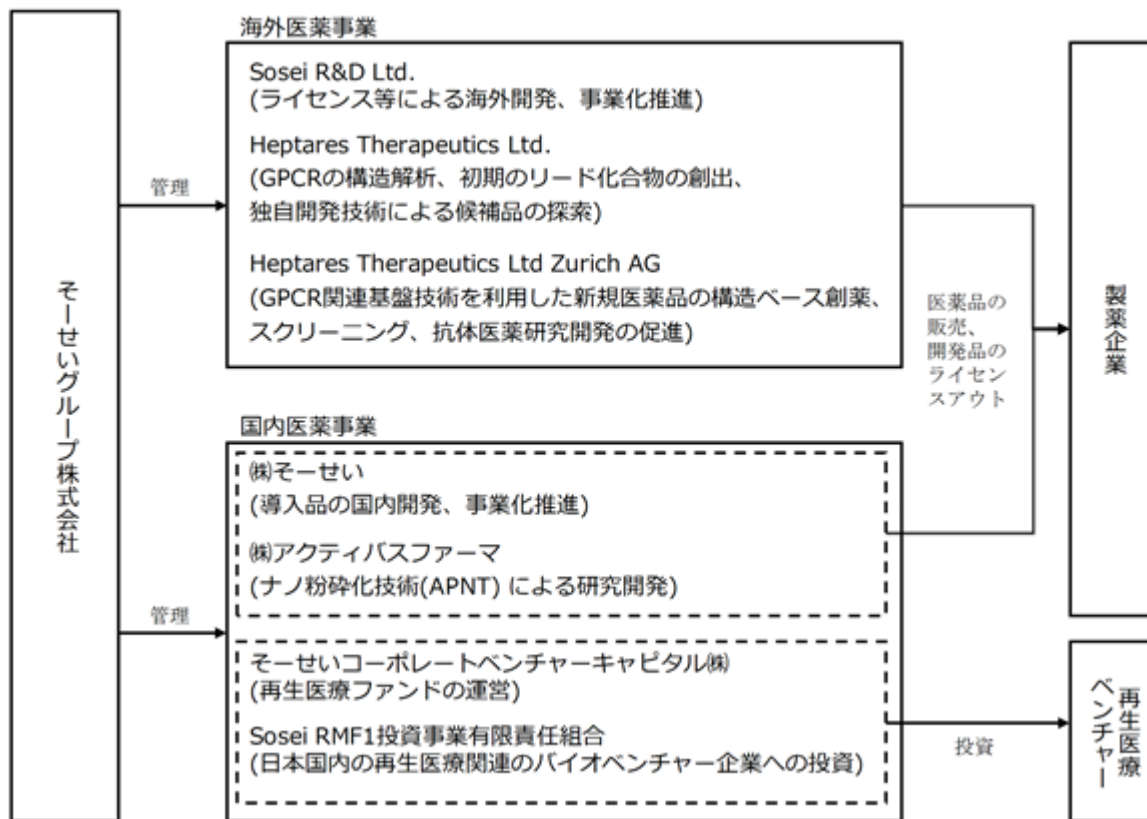 そーせいグループ株式会社
管理
海外医薬事業
Sosei R&D Ltd.
(ライセンス等による海外開発、事業化推進)
Heptares Therapeutics Ltd.
(GPCRの構造解析、初期のリード化合物の創出、
独自開発技術による候補品の探索)
Heptares Therapeutics Ltd Zurich AG
(GPCR関連基盤技術を利用した新規医薬品の構造ベース創薬、
スクリーニング、抗体医薬研究開発の促進)
管理
国内医薬事業
㈱そーせい
(導入品の国内開発、事業化推進)
㈱アクティバスファーマ
(ナノ粉砕化技術(APNT) による研究開発)
そーせいコーポレートベンチャーキャピタル㈱
(再生医療ファンドの運営)
Sosei RMF1投資事業有限責任組合
(日本国内の再生医療関連のバイオベンチャー企業への投資)
医薬品の
販売、
開発品の
ライセン
スアウト
製薬企業
投資
再生医療
ベンチャー